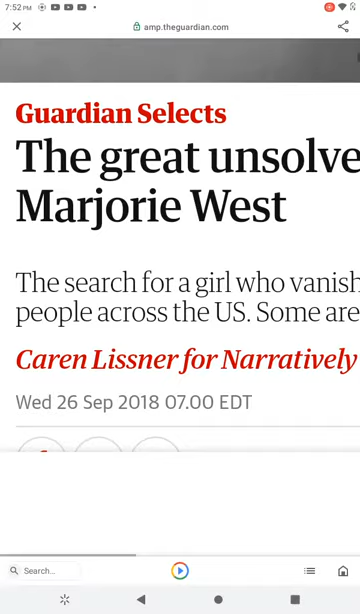 7:52 PM
amp.theguardian.com
Guardian Selects
The great unsolve
Marjorie West
The search for a girl who vanish
people across the US. Some are
Caren Lissner for Narratively
Wed 26 Sep 2018 07.00 EDT
Search...